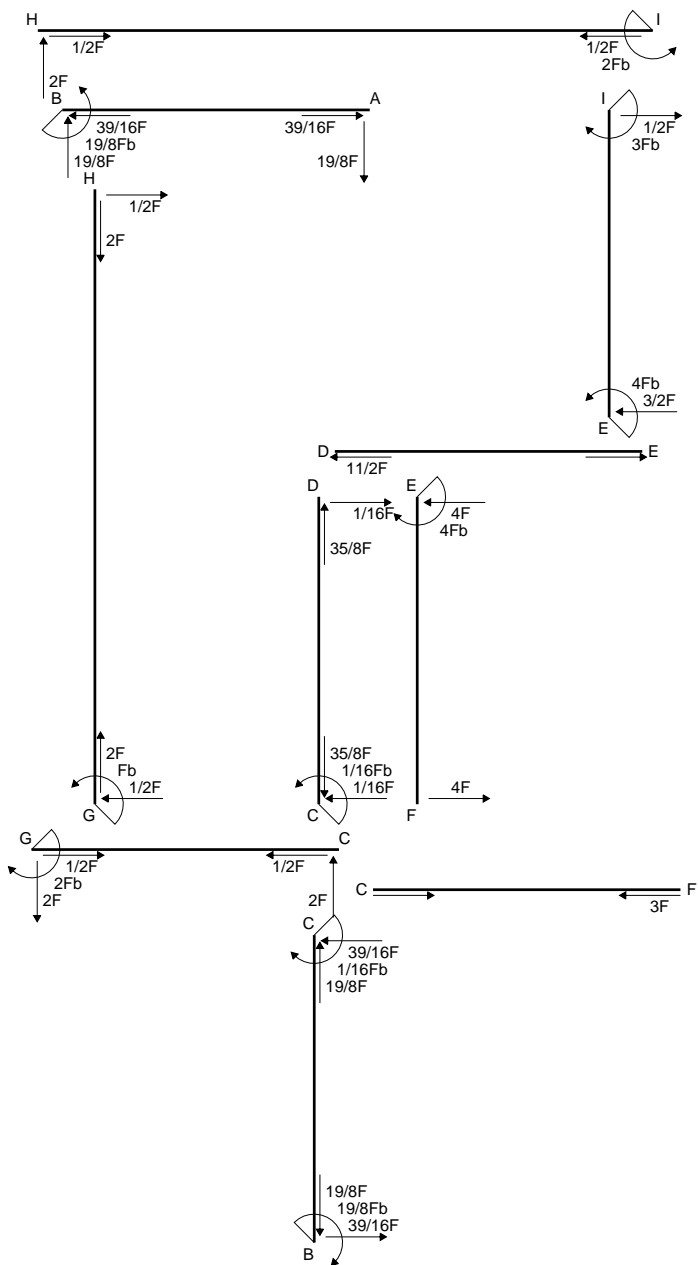 H I
1/2F 1/2F
2Fb
2F
B A I
39/16F 39/16F 1/2F
19/8Fb 3Fb
19/8F 19/8F
H
1/2F
2F
4Fb
3/2F
E
D E
11/2F
D E
1/16F 4F
4Fb
35/8F
2F 35/8F
Fb 1/16Fb
1/2F 1/16F 4F
G C F
G C
1/2F 1/2F
2Fb
2F 2F
C F
3F
C
39/16F
1/16Fb
19/8F
19/8F
19/8Fb
39/16F
B